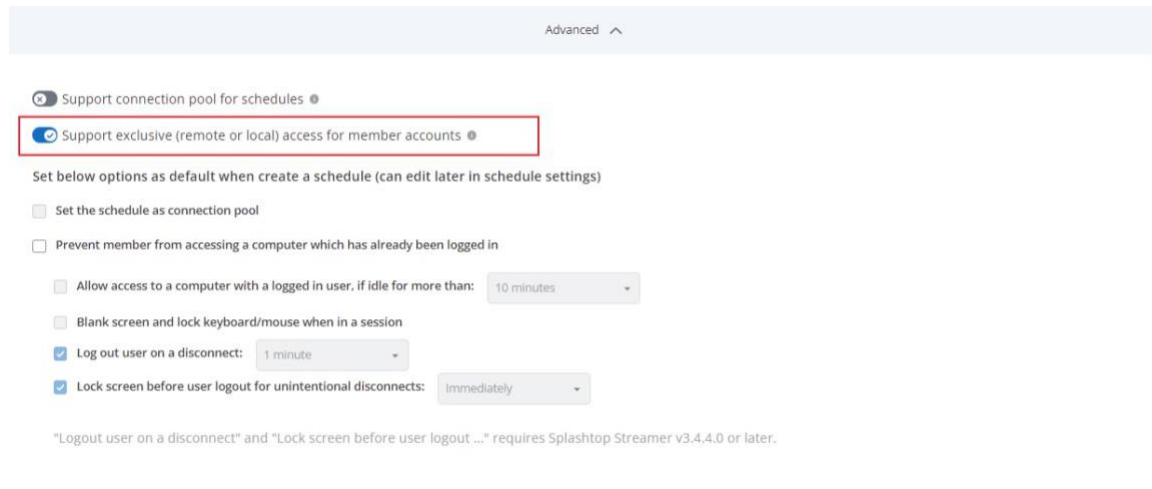 Advanced
Support connection pool for schedules
Support exclusive (remote or local) access for member accounts
Set below options as default when create a schedule (can edit later in schedule settings)
Set the schedule as connection pool
Prevent member from accessing a computer which has already been logged in
Allow access to a computer with a logged in user, if idle for more than: 10 minutes
Blank screen and lock keyboard/mouse when in a session
Log out user on a disconnect: 1 minute
Lock screen before user logout for unintentional disconnects: Immediately
"Logout user on a disconnect" and "Lock screen before user logout ..." requires Splashtop Streamer v3.4.4.0 or later.